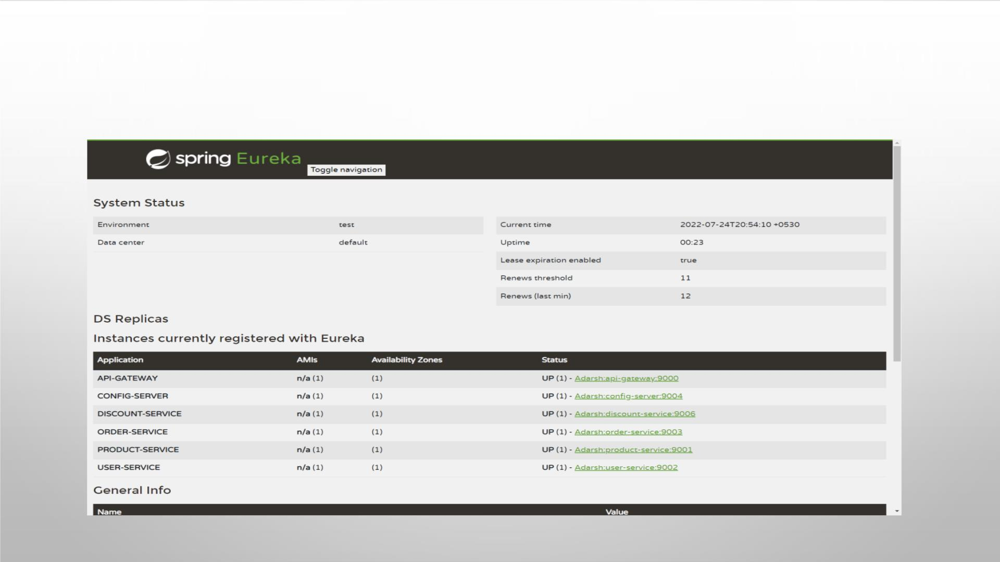 spring Eureka
Toggle navigation
System Status
Environment test
Data center default
Current time 2022-07-24T20:54:10 +0530
Uptime 00:23
Lease expiration enabled true
Renews threshold 11
Renews (last min) 12
DS Replicas
Instances currently registered with Eureka
Application AMIs Availability Zones Status
API-GATEWAY n/a (1) (1) UP (1) - Adarsh:api-gateway:9000
CONFIG-SERVER n/a (1) (1) UP (1) - Adarsh:config-server:9004
DISCOUNT-SERVICE n/a (1) (1) UP (1) - Adarsh:discount-service:9006
ORDER-SERVICE n/a (1) (1) UP (1) - Adarsh:order-service:9003
PRODUCT-SERVICE n/a (1) (1) UP (1) - Adarsh:product-service:9001
USER-SERVICE n/a (1) (1) UP (1) - Adarsh:user-service:9002
General Info
Name Value